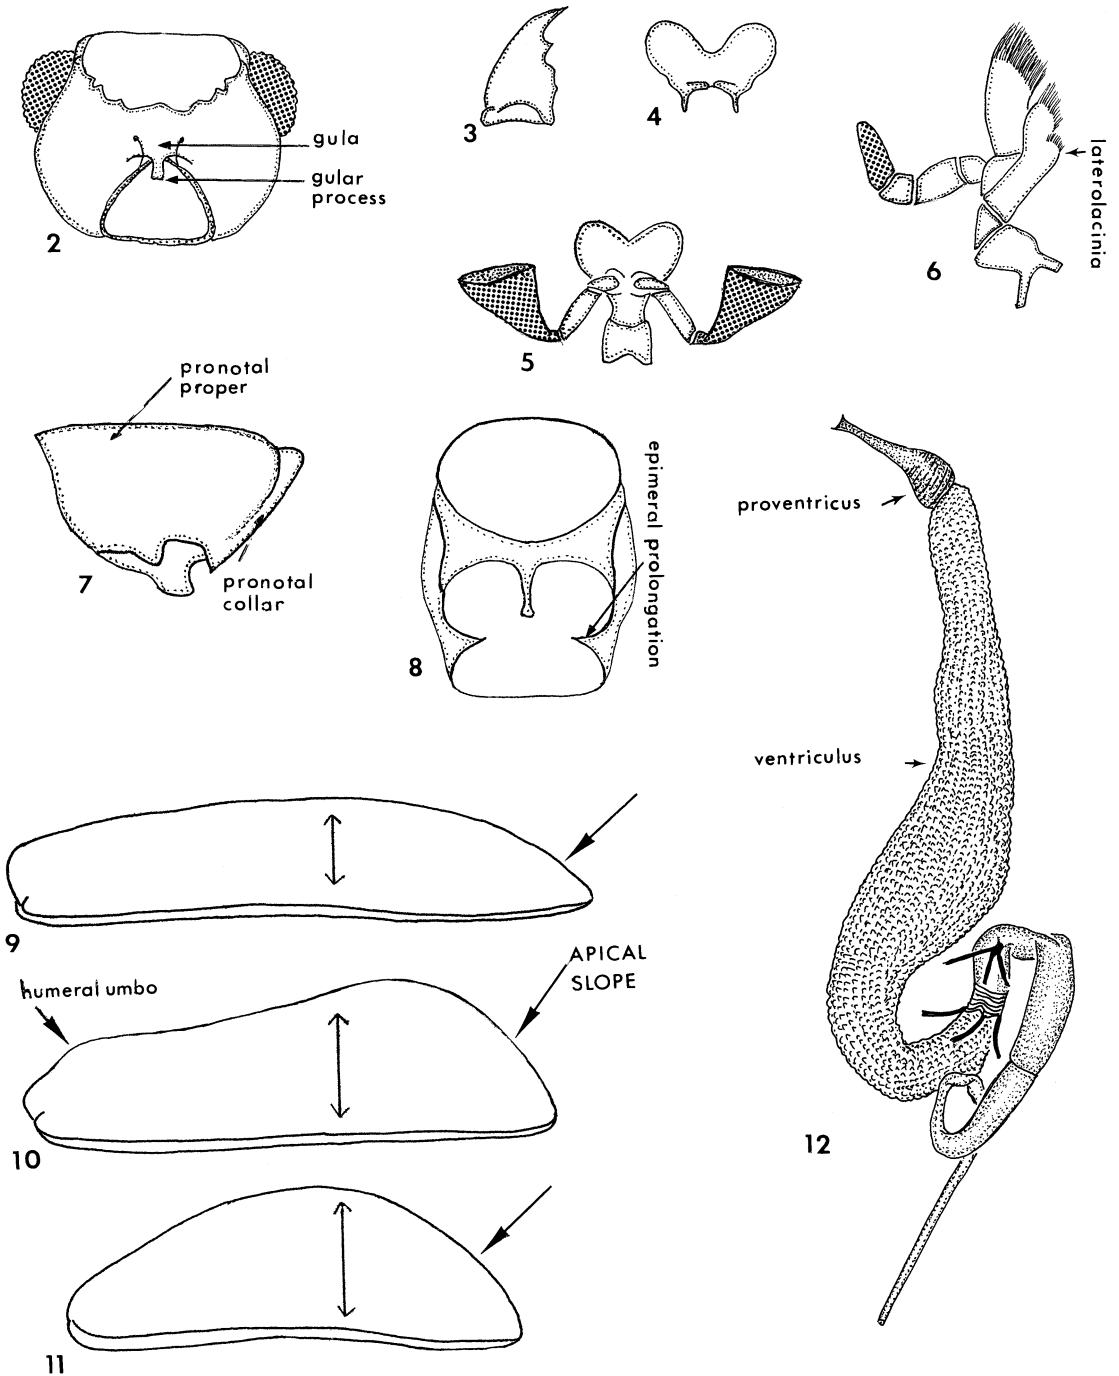 gula
gular
process
2
3
4
laterolacinia
6
5
pronotal
proper
7
pronotal
collar
epimeral prolongation
8
proventricus
ventriculus
9
humeral umbo
APICAL
SLOPE
10
12
11